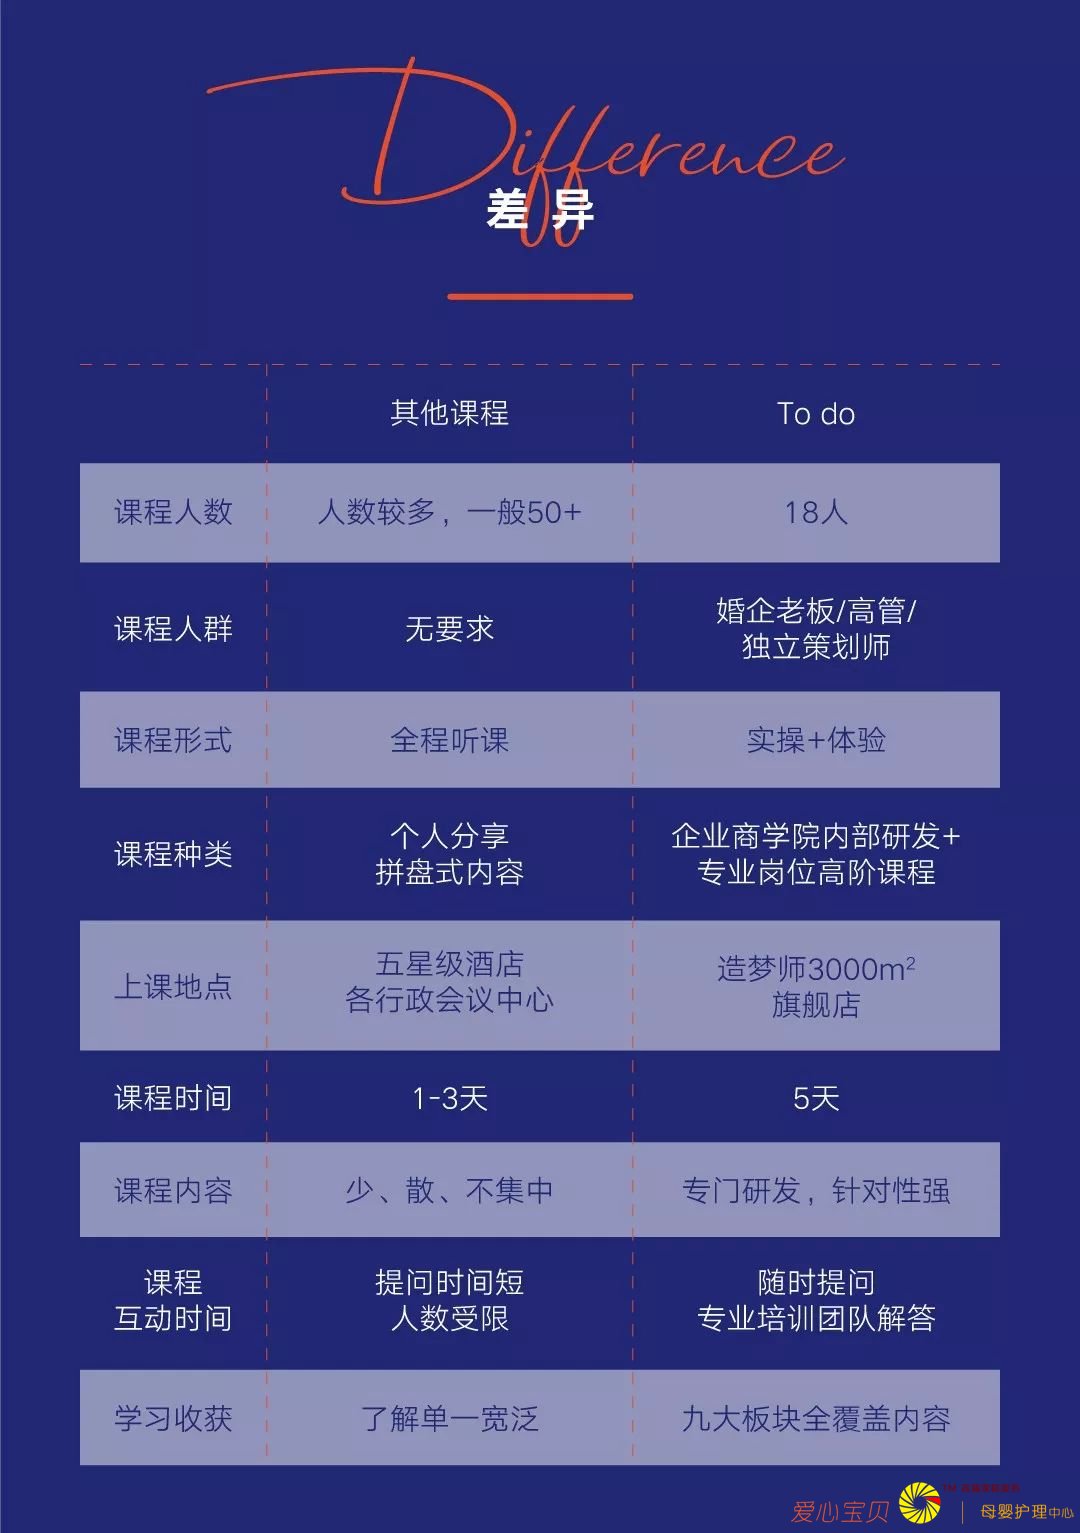 Difference
差异
其他课程 To do
课程人数 人数较多，一般50+ 18人
课程人群 无要求 婚企老板/高管/
独立策划师
课程形式 全程听课 实操+体验
课程种类 个人分享 企业商学院内部研发+
拼盘式内容 专业岗位高阶课程
上课地点 五星级酒店 造梦师3000m²
各行政会议中心 旗舰店
课程时间 1-3天 5天
课程内容 少、散、不集中 专门研发，针对性强
课程 提问时间短 随时提问
互动时间 人数受限 专业培训团队解答
学习收获 了解单一宽泛 九大板块全覆盖内容
爱心宝贝 TM 母婴护理中心